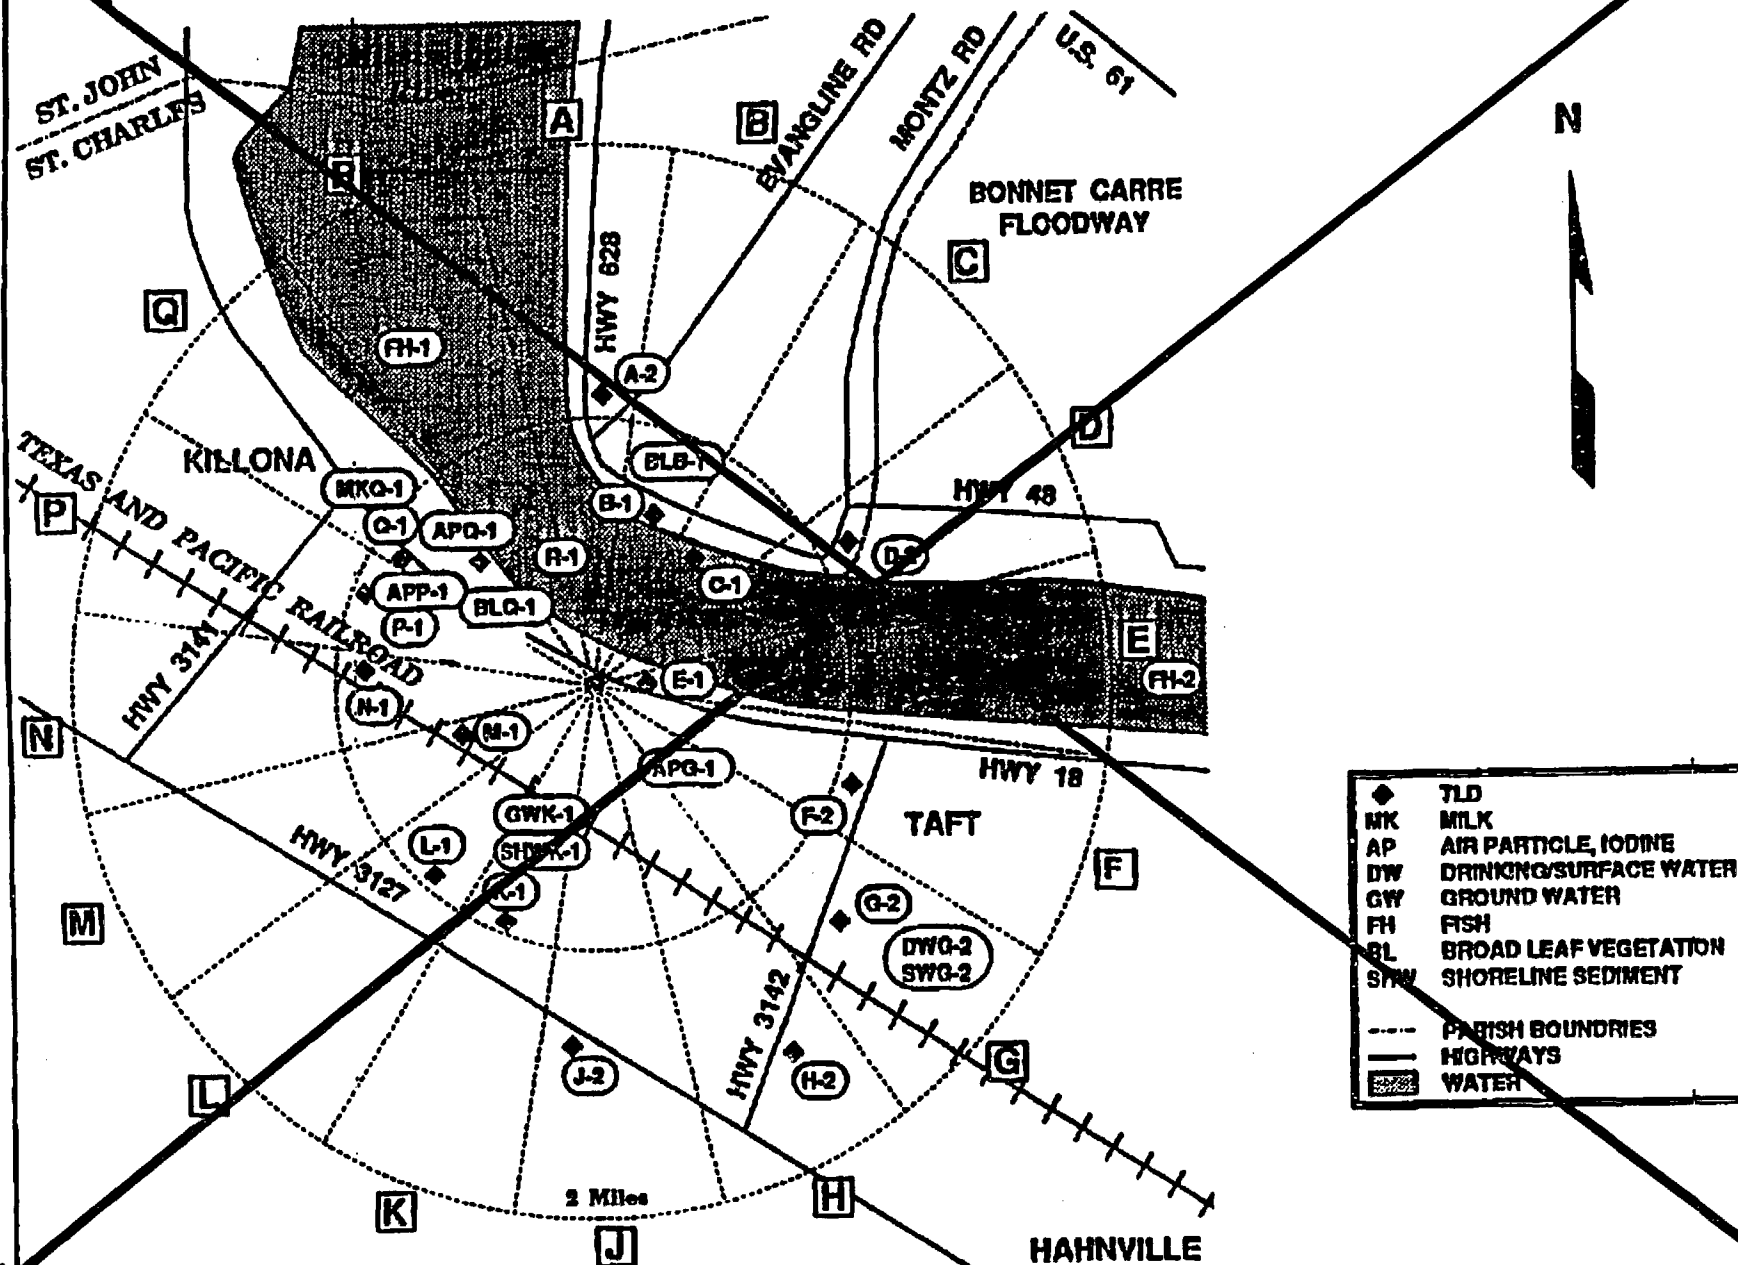 U.S. 61
ST. JOHN
ST. CHARLES
A
B
EVANGLINE RD
MONTZ RD
N
R
BONNET CARRE
FLOODWAY
C
HWY 628
Q
FH-1
A-2
D
TEXAS AND PACIFIC RAILROAD
KILLONA
BLB-1
MKQ-1
HWY 48
P
Q-1
APQ-1
B-1
R-1
D-2
C-1
APP-1
BLQ-1
P-1
E
HWY 3141
E-1
FH-2
N-1
M-1
N
APG-1
HWY 18
GWK-1
F-2
TAFT
L-1
SHWK-1
HWY 3127
K-1
F
G-2
M
DWG-2
SWG-2
HWY 3142
J-2
H-2
G
L
2 Miles
K
H
J
HAHNVILLE
TLD
MK MILK
AP AIR PARTICLE, IODINE
DW DRINKING/SURFACE WATER
GW GROUND WATER
FH FISH
BL BROAD LEAF VEGETATION
SHW SHORELINE SEDIMENT
PARISH BOUNDRIES
HIGHWAYS
WATER